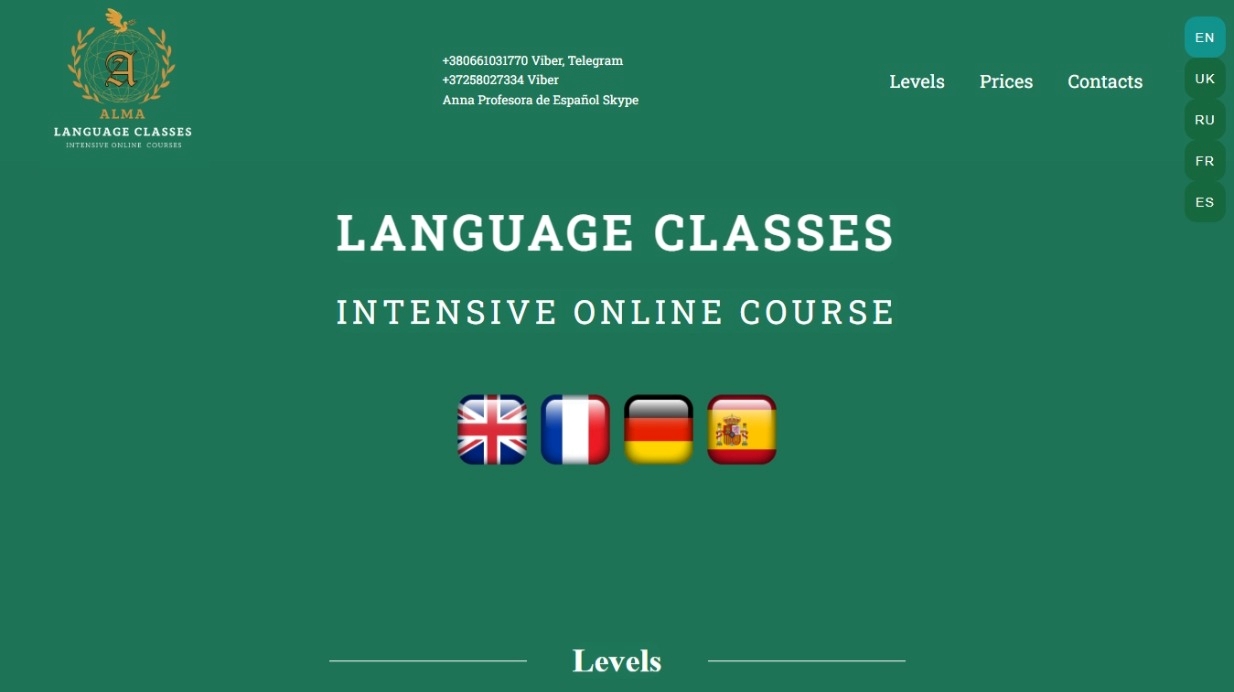 A
ALMA
LANGUAGE CLASSES
INTENSIVE ONLINE COURSES
+380661031770 Viber, Telegram
+37258027334 Viber
Anna Profesora de Español Skype
Levels Prices Contacts
EN
UK
RU
FR
ES
LANGUAGE CLASSES
INTENSIVE ONLINE COURSE
Levels